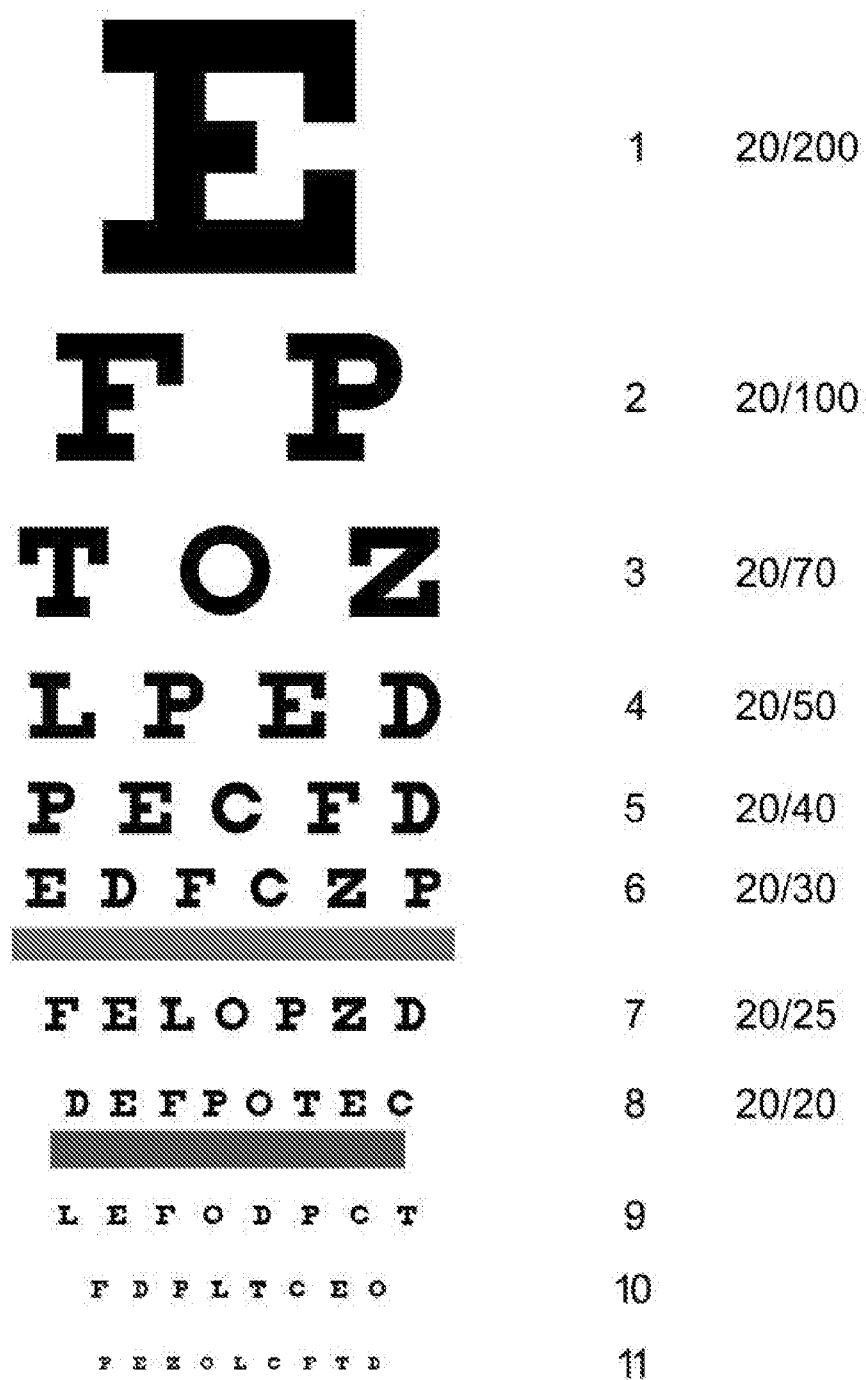 E 1 20/200
F P 2 20/100
T O Z 3 20/70
L P E D 4 20/50
P E C F D 5 20/40
E D F C Z P 6 20/30
F E L O P Z D 7 20/25
D E F P O T E C 8 20/20
L E F O D P C T 9
F D P L T C E O 10
P E Z O L C F T D 11